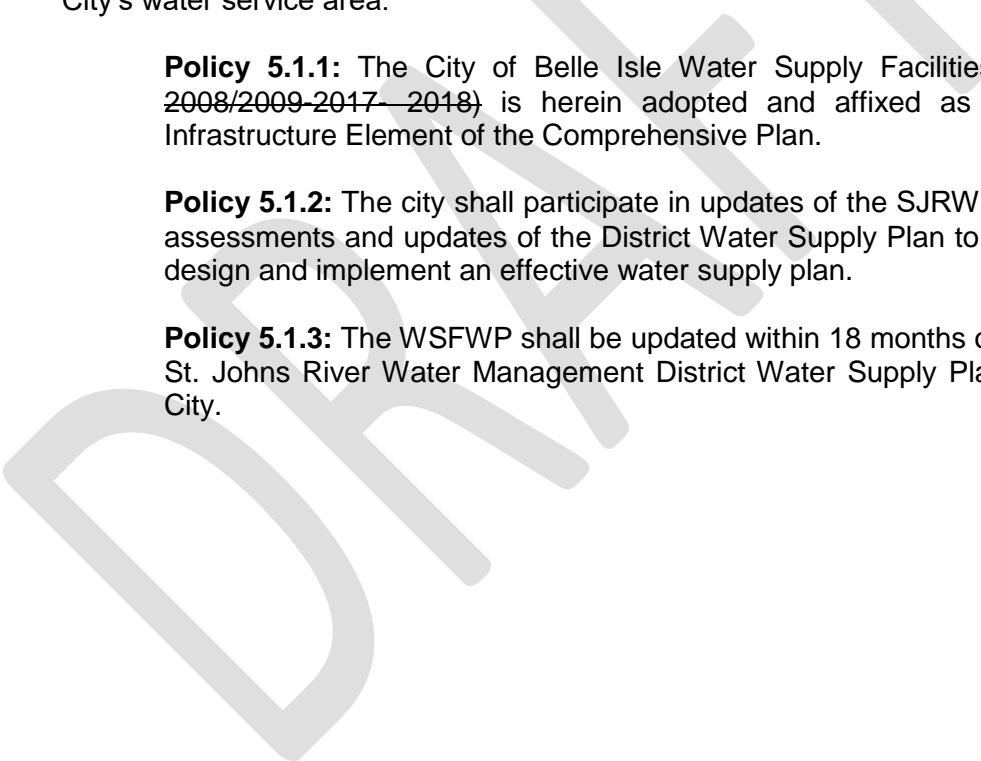 City's water service area.
Policy 5.1.1: The City of Belle Isle Water Supply Facilities
2008/2009-2017- 2018) is herein adopted and affixed as
Infrastructure Element of the Comprehensive Plan.
Policy 5.1.2: The city shall participate in updates of the SJRW
assessments and updates of the District Water Supply Plan to
design and implement an effective water supply plan.
Policy 5.1.3: The WSFWP shall be updated within 18 months
St. Johns River Water Management District Water Supply
City.
DRAFT